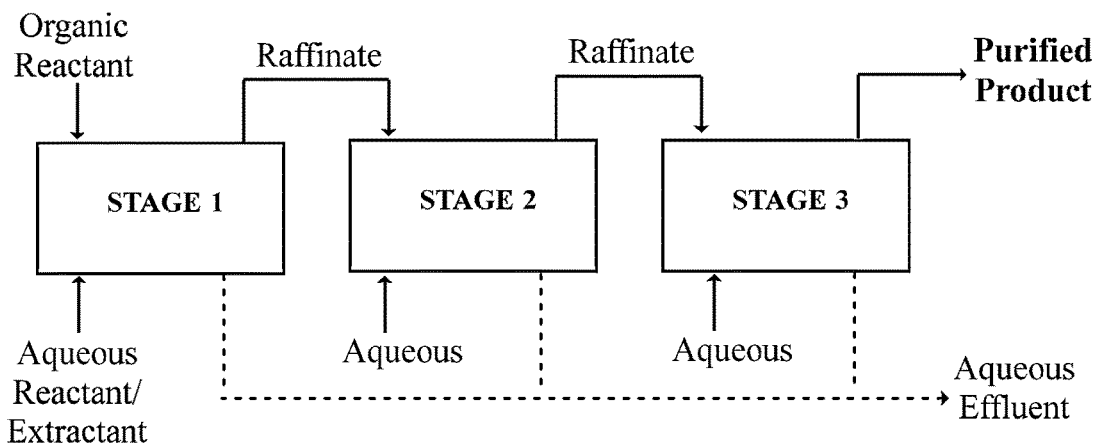 Organic
Reactant
Raffinate
Raffinate
Purified
Product
STAGE 1
STAGE 2
STAGE 3
Aqueous
Reactant/
Extractant
Aqueous
Aqueous
Aqueous
Effluent